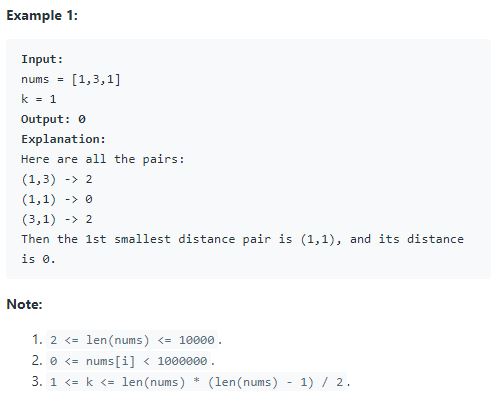 Example 1:
Input:
nums = [1,3,1]
k = 1
Output: 0
Explanation:
Here are all the pairs:
(1,3) -> 2
(1,1) -> 0
(3,1) -> 2
Then the 1st smallest distance pair is (1,1), and its distance
is 0.
Note:
1. 2 <= len(nums) <= 10000.
2. 0 <= nums[i] < 1000000.
3. 1 <= k <= len(nums) * (len(nums) - 1) / 2.